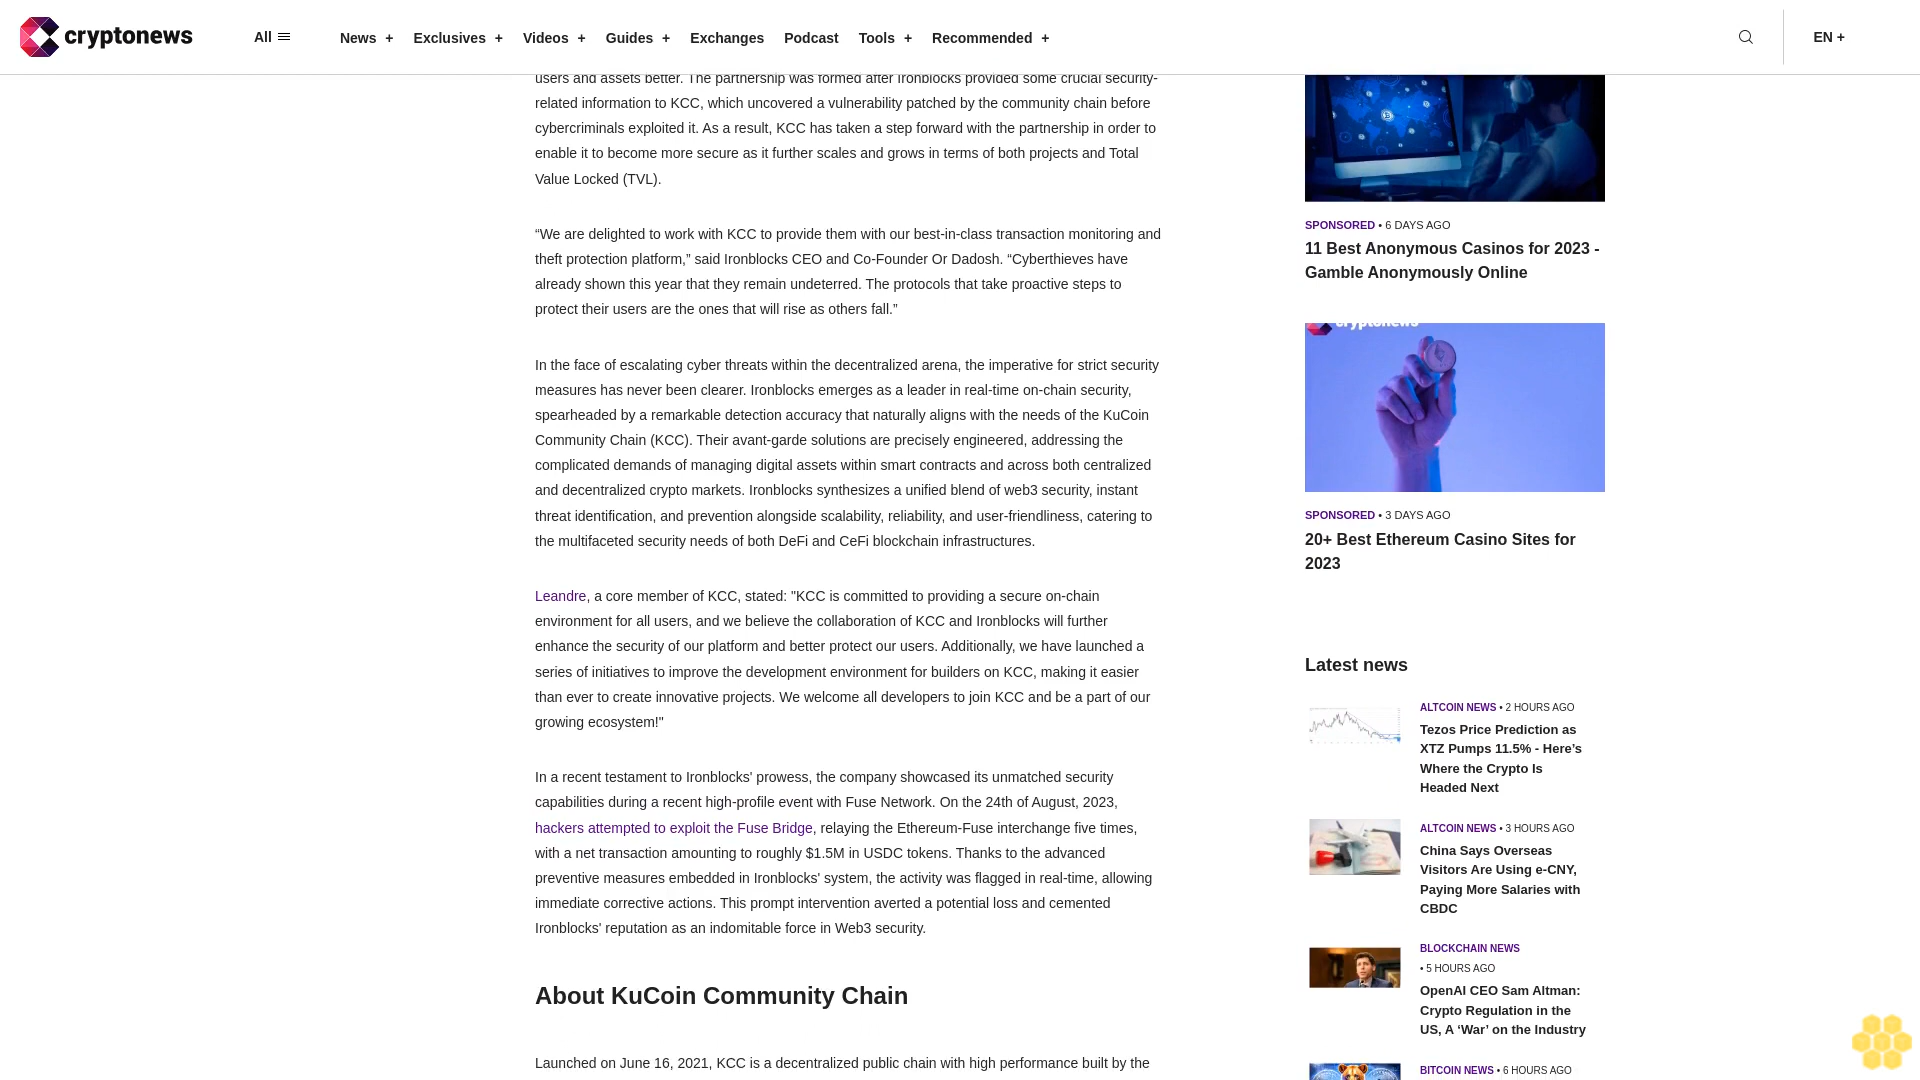 cryptonews
All
News +
Exclusives +
Videos +
Guides +
Exchanges
Podcast
Tools +
Recommended +
EN +
users and assets better. The partnership was formed after Ironblocks provided some crucial security-
related information to KCC, which uncovered a vulnerability patched by the community chain before
cybercriminals exploited it. As a result, KCC has taken a step forward with the partnership in order to
enable it to become more secure as it further scales and grows in terms of both projects and Total
Value Locked (TVL).
“We are delighted to work with KCC to provide them with our best-in-class transaction monitoring and
theft protection platform,” said Ironblocks CEO and Co-Founder Or Dadosh. “Cyberthieves have
already shown this year that they remain undeterred. The protocols that take proactive steps to
protect their users are the ones that will rise as others fall.”
In the face of escalating cyber threats within the decentralized arena, the imperative for strict security
measures has never been clearer. Ironblocks emerges as a leader in real-time on-chain security,
spearheaded by a remarkable detection accuracy that naturally aligns with the needs of the KuCoin
Community Chain (KCC). Their avant-garde solutions are precisely engineered, addressing the
complicated demands of managing digital assets within smart contracts and across both centralized
and decentralized crypto markets. Ironblocks synthesizes a unified blend of web3 security, instant
threat identification, and prevention alongside scalability, reliability, and user-friendliness, catering to
the multifaceted security needs of both DeFi and CeFi blockchain infrastructures.
Leandre, a core member of KCC, stated: "KCC is committed to providing a secure on-chain
environment for all users, and we believe the collaboration of KCC and Ironblocks will further
enhance the security of our platform and better protect our users. Additionally, we have launched a
series of initiatives to improve the development environment for builders on KCC, making it easier
than ever to create innovative projects. We welcome all developers to join KCC and be a part of our
growing ecosystem!"
In a recent testament to Ironblocks' prowess, the company showcased its unmatched security
capabilities during a recent high-profile event with Fuse Network. On the 24th of August, 2023,
hackers attempted to exploit the Fuse Bridge, relaying the Ethereum-Fuse interchange five times,
with a net transaction amounting to roughly $1.5M in USDC tokens. Thanks to the advanced
preventive measures embedded in Ironblocks' system, the activity was flagged in real-time, allowing
immediate corrective actions. This prompt intervention averted a potential loss and cemented
Ironblocks' reputation as an indomitable force in Web3 security.
About KuCoin Community Chain
Launched on June 16, 2021, KCC is a decentralized public chain with high performance built by the
SPONSORED • 6 DAYS AGO
11 Best Anonymous Casinos for 2023 -
Gamble Anonymously Online
cryptonews
SPONSORED • 3 DAYS AGO
20+ Best Ethereum Casino Sites for
2023
Latest news
ALTCOIN NEWS • 2 HOURS AGO
Tezos Price Prediction as
XTZ Pumps 11.5% - Here’s
Where the Crypto Is
Headed Next
ALTCOIN NEWS • 3 HOURS AGO
China Says Overseas
Visitors Are Using e-CNY,
Paying More Salaries with
CBDC
BLOCKCHAIN NEWS
• 5 HOURS AGO
OpenAI CEO Sam Altman:
Crypto Regulation in the
US, A ‘War’ on the Industry
BITCOIN NEWS • 6 HOURS AGO